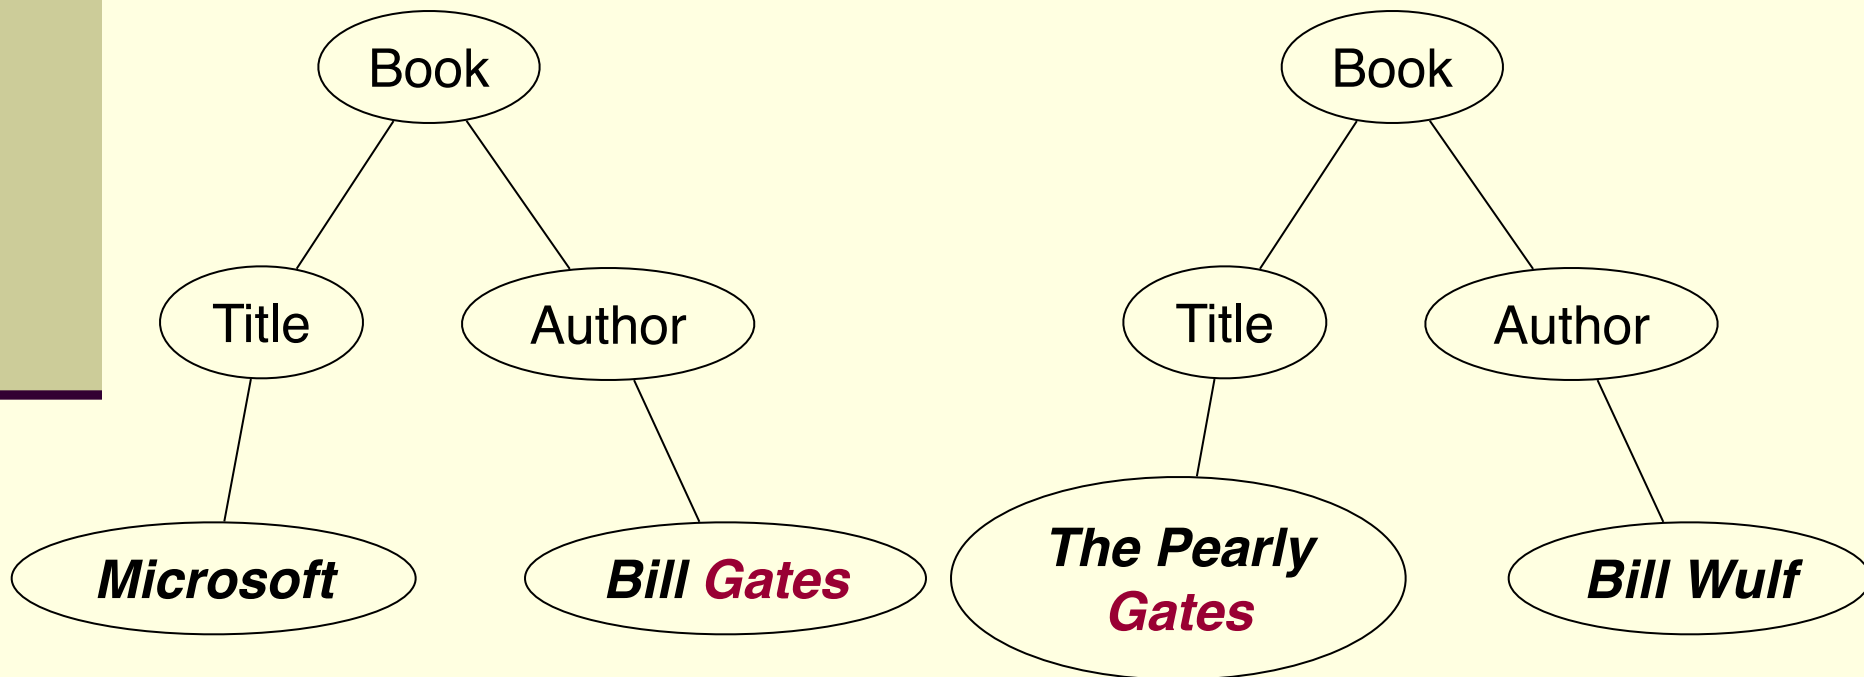 Book
Book
Title
Author
Title
Author
Microsoft
Bill Gates
The Pearly
Gates
Bill Wulf